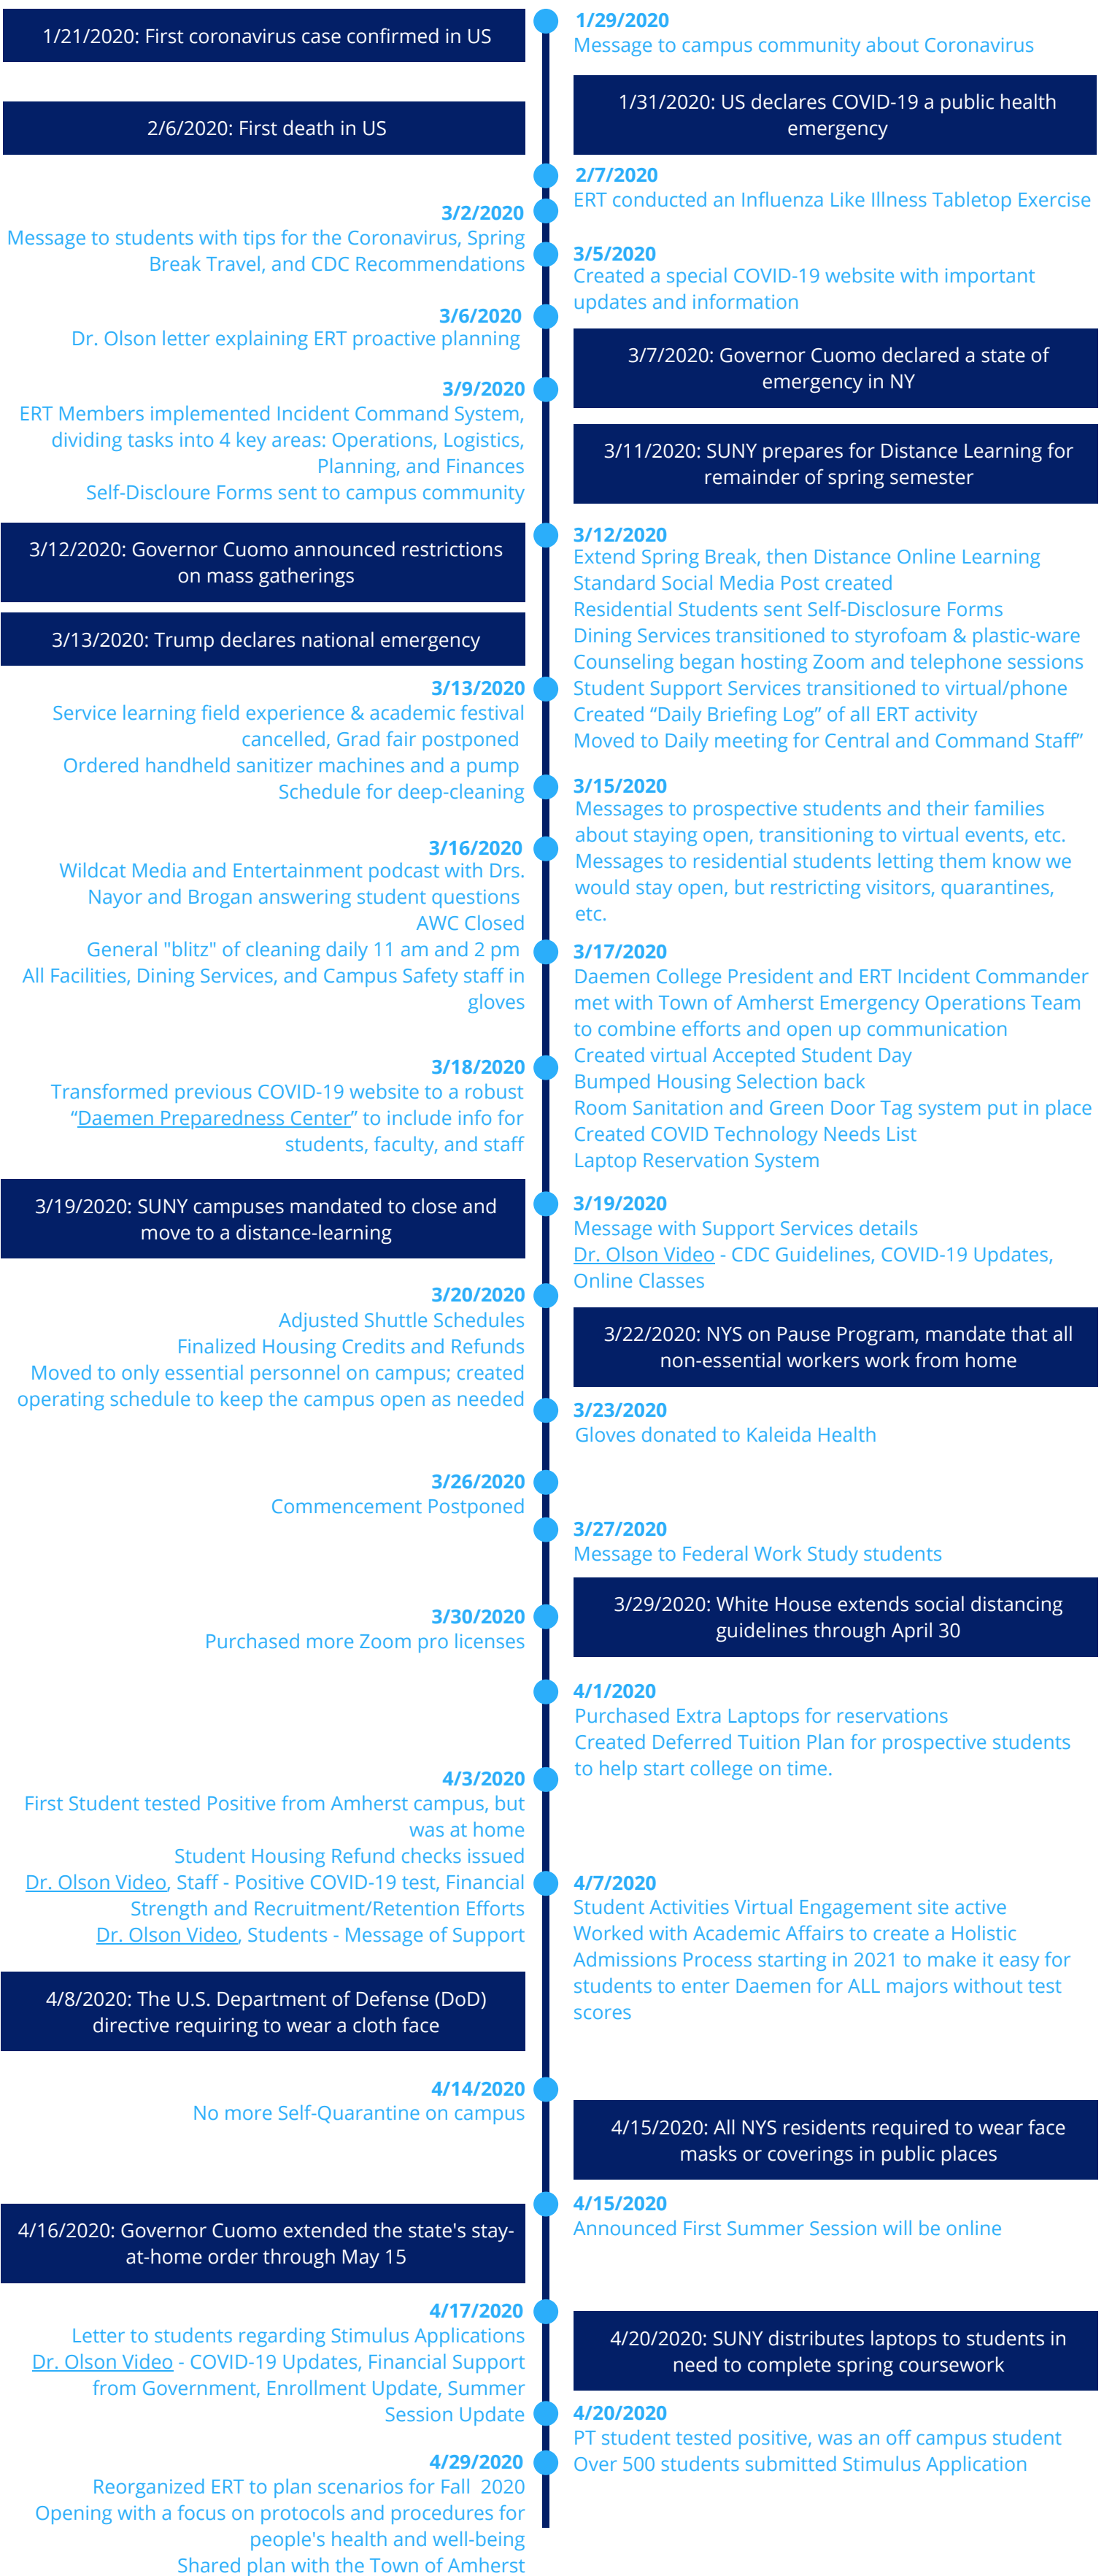 1/21/2020: First coronavirus case confirmed in US
1/29/2020
Message to campus community about Coronavirus
1/31/2020: US declares COVID-19 a public health
emergency
2/6/2020: First death in US
2/7/2020
ERT conducted an Influenza Like Illness Tabletop Exercise
3/2/2020
Message to students with tips for the Coronavirus, Spring
Break Travel, and CDC Recommendations
3/5/2020
Created a special COVID-19 website with important
updates and information
3/6/2020
Dr. Olson letter explaining ERT proactive planning
3/7/2020: Governor Cuomo declared a state of
emergency in NY
3/9/2020
ERT Members implemented Incident Command System,
dividing tasks into 4 key areas: Operations, Logistics,
Planning, and Finances
Self-Discloure Forms sent to campus community
3/11/2020: SUNY prepares for Distance Learning for
remainder of spring semester
3/12/2020: Governor Cuomo announced restrictions
on mass gatherings
3/12/2020
Extend Spring Break, then Distance Online Learning
Standard Social Media Post created
Residential Students sent Self-Disclosure Forms
Dining Services transitioned to styrofoam & plastic-ware
Counseling began hosting Zoom and telephone sessions
Student Support Services transitioned to virtual/phone
Created “Daily Briefing Log” of all ERT activity
Moved to Daily meeting for Central and Command Staff”
3/13/2020: Trump declares national emergency
3/13/2020
Service learning field experience & academic festival
cancelled, Grad fair postponed
Ordered handheld sanitizer machines and a pump
Schedule for deep-cleaning
3/15/2020
Messages to prospective students and their families
about staying open, transitioning to virtual events, etc.
Messages to residential students letting them know we
would stay open, but restricting visitors, quarantines,
etc.
3/16/2020
Wildcat Media and Entertainment podcast with Drs.
Nayor and Brogan answering student questions
AWC Closed
General "blitz" of cleaning daily 11 am and 2 pm
All Facilities, Dining Services, and Campus Safety staff in
gloves
3/17/2020
Daemen College President and ERT Incident Commander
met with Town of Amherst Emergency Operations Team
to combine efforts and open up communication
Created virtual Accepted Student Day
Bumped Housing Selection back
Room Sanitation and Green Door Tag system put in place
Created COVID Technology Needs List
Laptop Reservation System
3/18/2020
Transformed previous COVID-19 website to a robust
“Daemen Preparedness Center” to include info for
students, faculty, and staff
3/19/2020: SUNY campuses mandated to close and
move to a distance-learning
3/19/2020
Message with Support Services details
Dr. Olson Video - CDC Guidelines, COVID-19 Updates,
Online Classes
3/20/2020
Adjusted Shuttle Schedules
Finalized Housing Credits and Refunds
Moved to only essential personnel on campus; created
operating schedule to keep the campus open as needed
3/22/2020: NYS on Pause Program, mandate that all
non-essential workers work from home
3/23/2020
Gloves donated to Kaleida Health
3/26/2020
Commencement Postponed
3/27/2020
Message to Federal Work Study students
3/29/2020: White House extends social distancing
guidelines through April 30
3/30/2020
Purchased more Zoom pro licenses
4/1/2020
Purchased Extra Laptops for reservations
Created Deferred Tuition Plan for prospective students
to help start college on time.
4/3/2020
First Student tested Positive from Amherst campus, but
was at home
Student Housing Refund checks issued
Dr. Olson Video, Staff - Positive COVID-19 test, Financial
Strength and Recruitment/Retention Efforts
Dr. Olson Video, Students - Message of Support
4/7/2020
Student Activities Virtual Engagement site active
Worked with Academic Affairs to create a Holistic
Admissions Process starting in 2021 to make it easy for
students to enter Daemen for ALL majors without test
scores
4/8/2020: The U.S. Department of Defense (DoD)
directive requiring to wear a cloth face
4/14/2020
No more Self-Quarantine on campus
4/15/2020: All NYS residents required to wear face
masks or coverings in public places
4/15/2020
Announced First Summer Session will be online
4/16/2020: Governor Cuomo extended the state's stay-
at-home order through May 15
4/17/2020
Letter to students regarding Stimulus Applications
Dr. Olson Video - COVID-19 Updates, Financial Support
from Government, Enrollment Update, Summer
Session Update
4/20/2020: SUNY distributes laptops to students in
need to complete spring coursework
4/20/2020
PT student tested positive, was an off campus student
Over 500 students submitted Stimulus Application
4/29/2020
Reorganized ERT to plan scenarios for Fall 2020
Opening with a focus on protocols and procedures for
people's health and well-being
Shared plan with the Town of Amherst